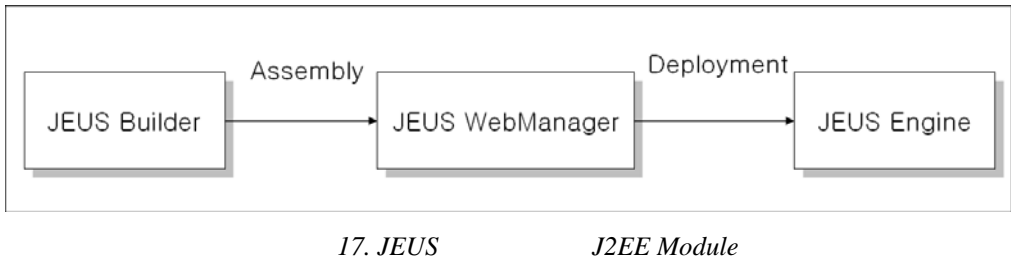 Assembly
Deployment
JEUS Builder
JEUS WebManager
JEUS Engine
17. JEUS J2EE Module